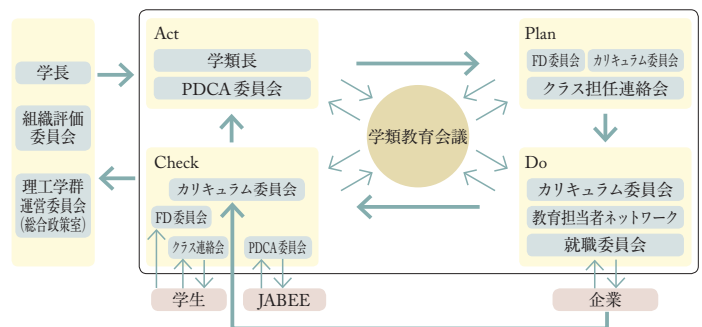 学長
組織評価
委員会
理工学群
運営委員会
(総合政策室)
Act
学類長
PDCA委員会
Plan
FD委員会 カリキュラム委員会
クラス担任連絡会
学類教育会議
Check
カリキュラム委員会
FD委員会
クラス連絡会 PDCA委員会
Do
カリキュラム委員会
教育担当者ネットワーク
就職委員会
学生 JABEE 企業